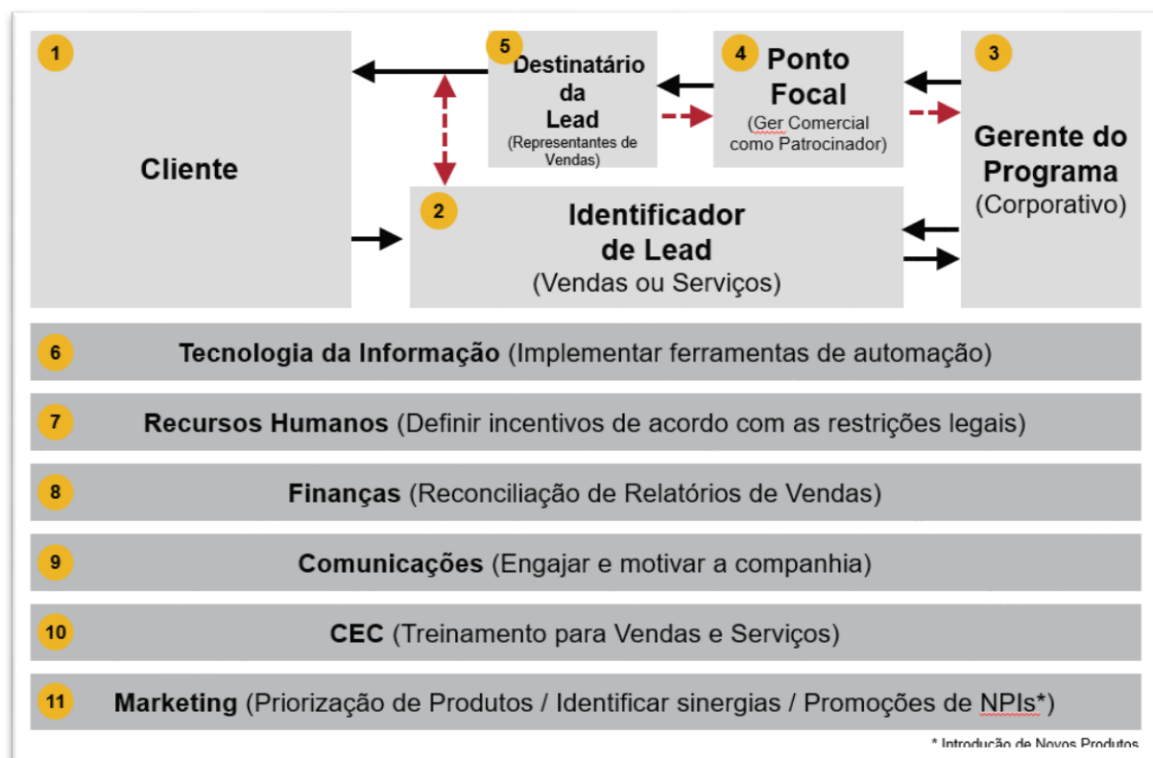 1
Cliente
5
Destinatário
da
Lead
(Representantes de
Vendas)
4
Ponto
Focal
(Ger Comercial
como Patrocinador)
3
Gerente do
Programa
(Corporativo)
2
Identificador
de Lead
(Vendas ou Serviços)
6 Tecnologia da Informação (Implementar ferramentas de automação)
7 Recursos Humanos (Definir incentivos de acordo com as restrições legais)
8 Finanças (Reconciliação de Relatórios de Vendas)
9 Comunicações (Engajar e motivar a companhia)
10 CEC (Treinamento para Vendas e Serviços)
11 Marketing (Priorização de Produtos / Identificar sinergias / Promoções de NPIs*)
* Introdução de Novos Produtos